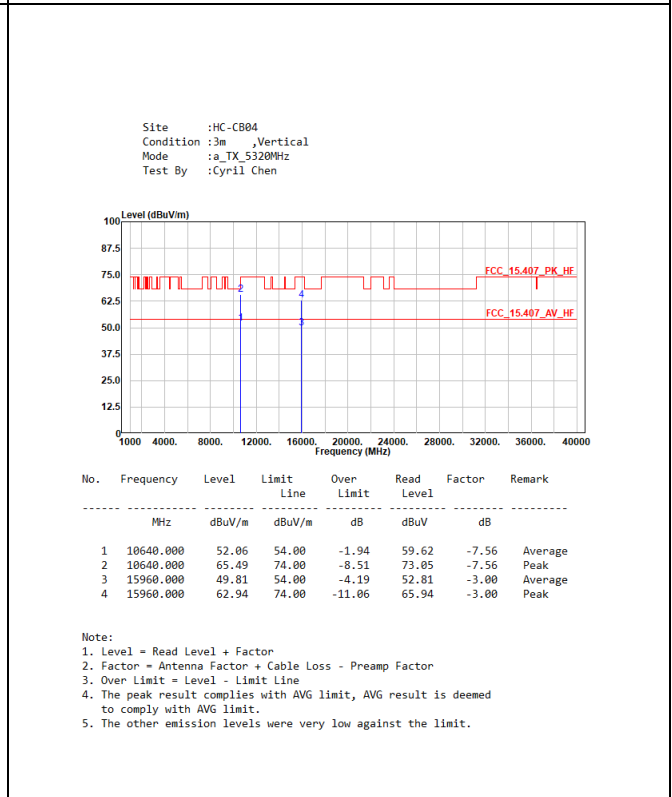 Site :HC-CB04
Condition :3m ,Vertical
Mode :a_TX_5320MHz
Test By :Cyril Chen
Level (dBuV/m)
100
87.5
75.0
FCC_15.407_PK_HF
2
4
62.5
FCC_15.407_AV_HF
1
3
50.0
37.5
25.0
12.5
0
1000 4000. 8000. 12000. 16000. 20000. 24000. 28000. 32000. 36000. 40000
Frequency (MHz)
No. Frequency Level Limit Over Read Factor Remark
Line Limit Level
------ ----------- -------- --------- --------- -------- -------- ---------
MHz dBuV/m dBuV/m dB dBuV dB
1 10640.000 52.06 54.00 -1.94 59.62 -7.56 Average
2 10640.000 65.49 74.00 -8.51 73.05 -7.56 Peak
3 15960.000 49.81 54.00 -4.19 52.81 -3.00 Average
4 15960.000 62.94 74.00 -11.06 65.94 -3.00 Peak
Note:
1. Level = Read Level + Factor
2. Factor = Antenna Factor + Cable Loss - Preamp Factor
3. Over Limit = Level - Limit Line
4. The peak result complies with AVG limit, AVG result is deemed
to comply with AVG limit.
5. The other emission levels were very low against the limit.